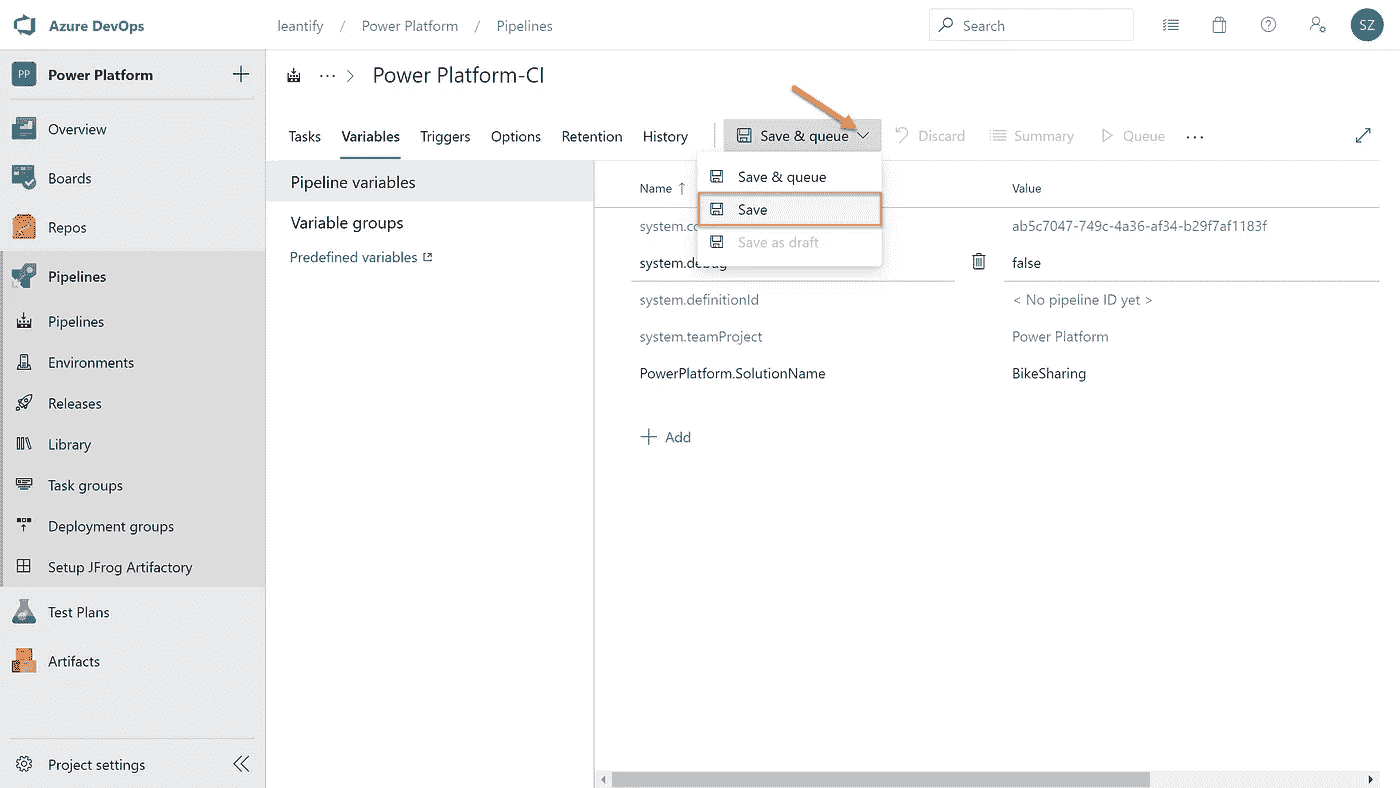 Azure DevOps
leantify / Power Platform / Pipelines
Search
SZ
PP Power Platform
Overview
Boards
Repos
Pipelines
Pipelines
Environments
Releases
Library
Task groups
Deployment groups
Setup JFrog Artifactory
Test Plans
Artifacts
Project settings
··· > Power Platform-CI
Tasks Variables Triggers Options Retention History
Save & queue Discard Summary Queue ···
Save & queue
Save
Save as draft
Pipeline variables
Variable groups
Predefined variables
Name ↑ Value
system.co ab5c7047-749c-4a36-af34-b29f7af1183f
system.debug false
system.definitionId < No pipeline ID yet >
system.teamProject Power Platform
PowerPlatform.SolutionName BikeSharing
+ Add